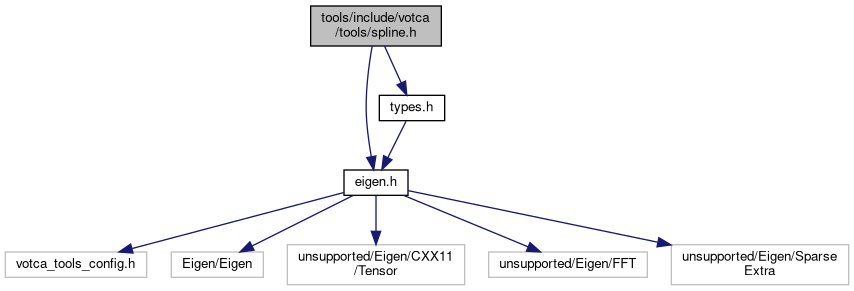 tools/include/votca
/tools/spline.h
types.h
eigen.h
votca_tools_config.h
Eigen/Eigen
unsupported/Eigen/CXX11
/Tensor
unsupported/Eigen/FFT
unsupported/Eigen/Sparse
Extra